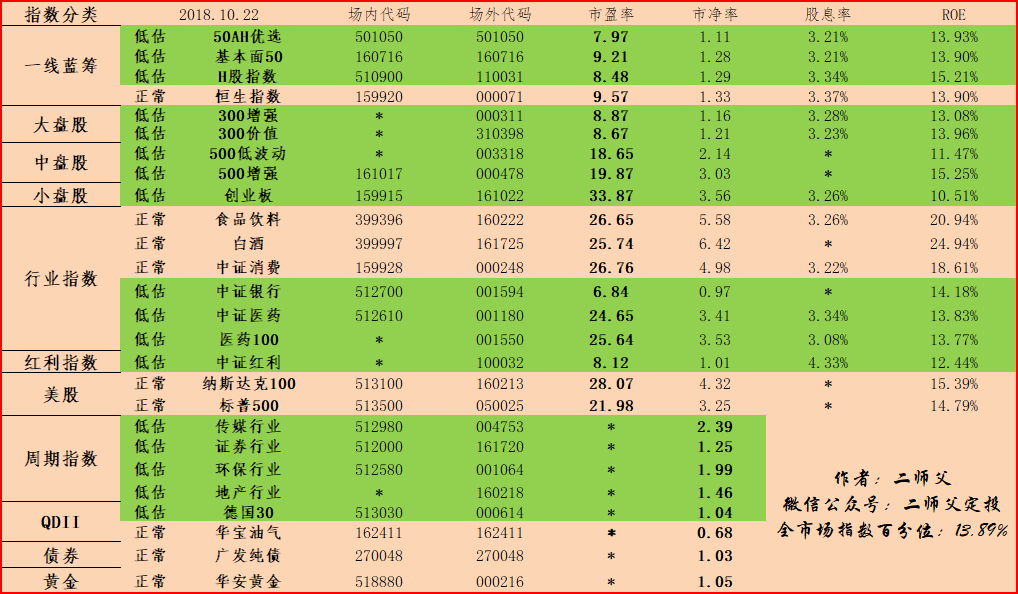 指数分类 2018.10.22 场内代码 场外代码 市盈率 市净率 股息率 ROE
一线蓝筹
低估 50AH优选 501050 501050 7.97 1.11 3.21% 13.93%
低估 基本面50 160716 160716 9.21 1.28 3.21% 13.90%
低估 H股指数 510900 110031 8.48 1.29 3.34% 15.21%
正常 恒生指数 159920 000071 9.57 1.33 3.37% 13.90%
大盘股
低估 300增强 * 000311 8.87 1.16 3.28% 13.08%
低估 300价值 * 310398 8.67 1.21 3.23% 13.96%
中盘股
低估 500低波动 * 003318 18.65 2.14 * 11.47%
低估 500增强 161017 000478 19.87 3.03 * 15.25%
小盘股 低估 创业板 159915 161022 33.87 3.56 3.26% 10.51%
行业指数
正常 食品饮料 399396 160222 26.65 5.58 3.26% 20.94%
正常 白酒 399997 161725 25.74 6.42 * 24.94%
正常 中证消费 159928 000248 26.76 4.98 3.22% 18.61%
低估 中证银行 512700 001594 6.84 0.97 * 14.18%
低估 中证医药 512610 001180 24.65 3.41 3.34% 13.83%
低估 医药100 * 001550 25.64 3.53 3.08% 13.77%
红利指数 低估 中证红利 * 100032 8.12 1.01 4.33% 12.44%
美股
正常 纳斯达克100 513100 160213 28.07 4.32 * 15.39%
正常 标普500 513500 050025 21.98 3.25 * 14.79%
周期指数
低估 传媒行业 512980 004753 * 2.39
低估 证券行业 512000 161720 * 1.25
低估 环保行业 512580 001064 * 1.99
低估 地产行业 * 160218 * 1.46
QDII
低估 德国30 513030 000614 * 1.04
正常 华宝油气 162411 162411 * 0.68
债券 正常 广发纯债 270048 270048 * 1.03
黄金 正常 华安黄金 518880 000216 * 1.05
作者：二师父
微信公众号：二师父定投
全市场指数百分位：13.89%